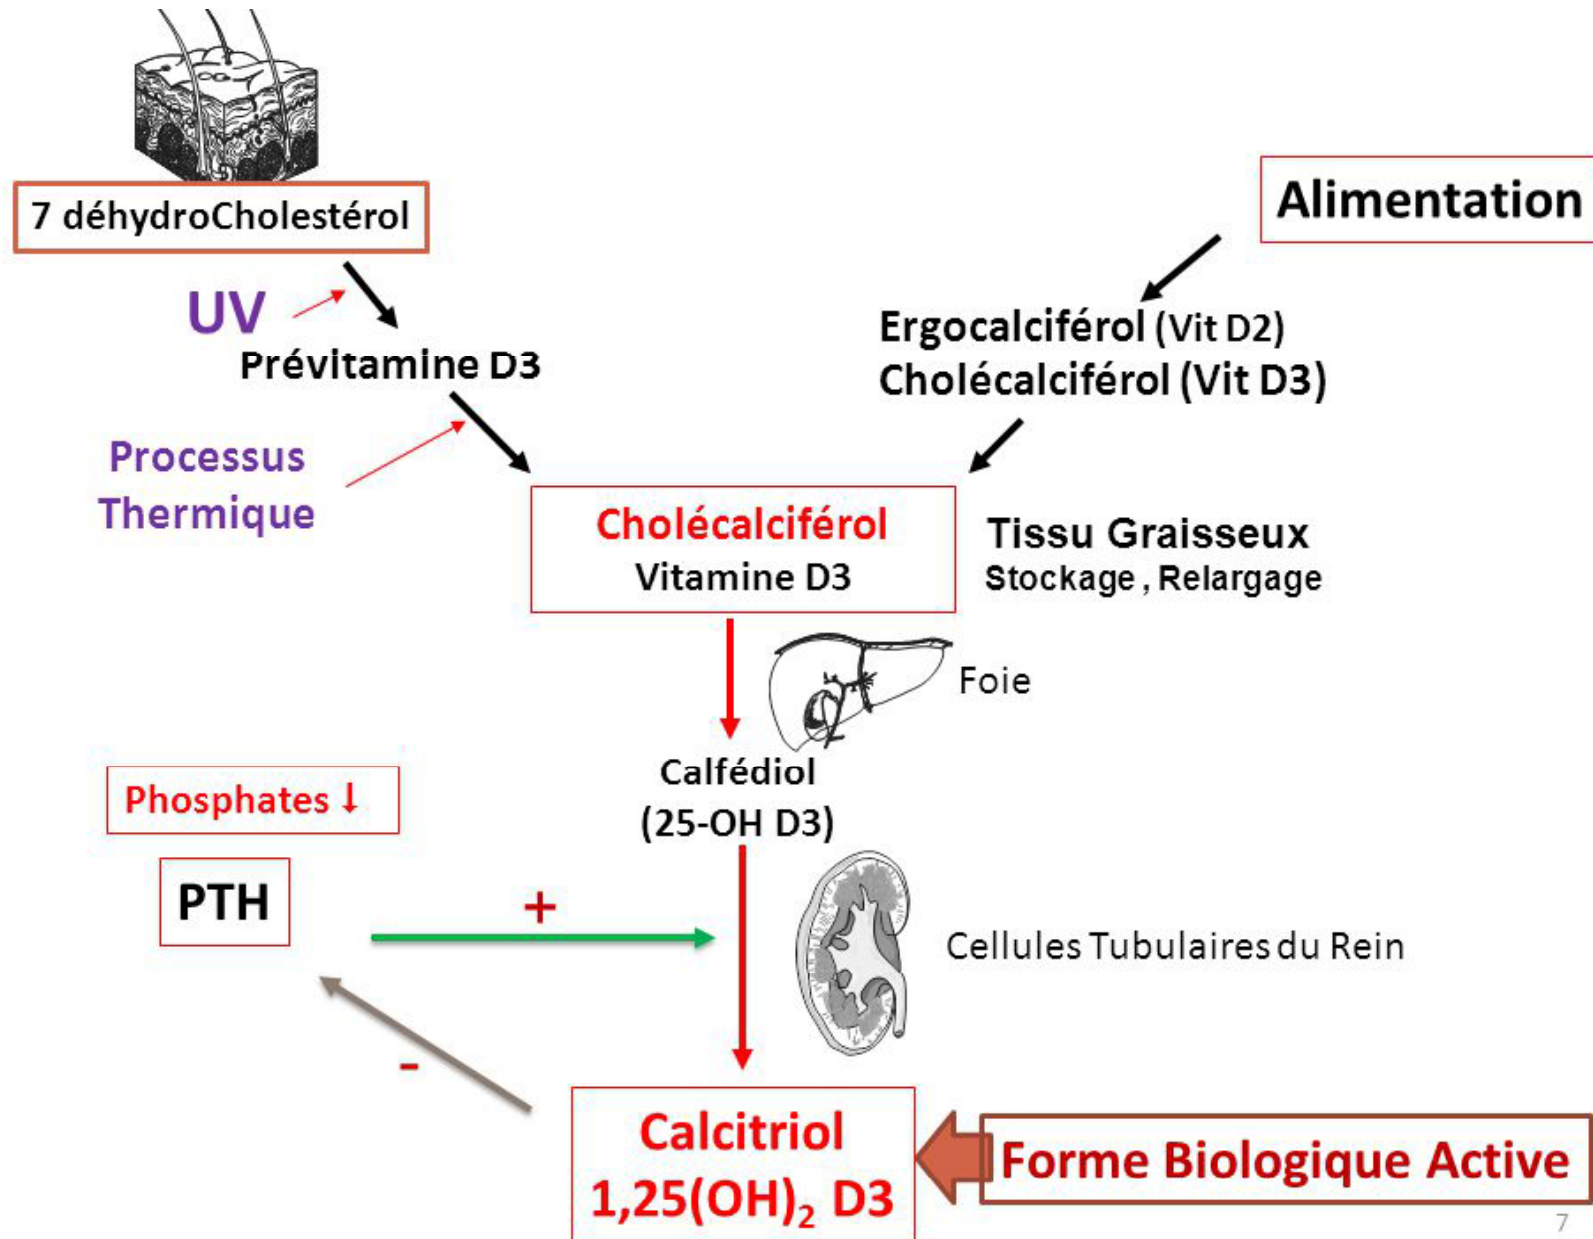 7 déhydroCholestérol
Alimentation
UV
Prévitamine D3
Ergocalciférol (Vit D2)
Cholécalciférol (Vit D3)
Processus
Thermique
Cholécalciférol
Vitamine D3
Tissu Graisseux
Stockage , Relargage
Foie
Calfédiol
(25-OH D3)
Phosphates ↓
PTH
+
Cellules Tubulaires du Rein
-
Calcitriol
1,25(OH)₂ D3
Forme Biologique Active
7